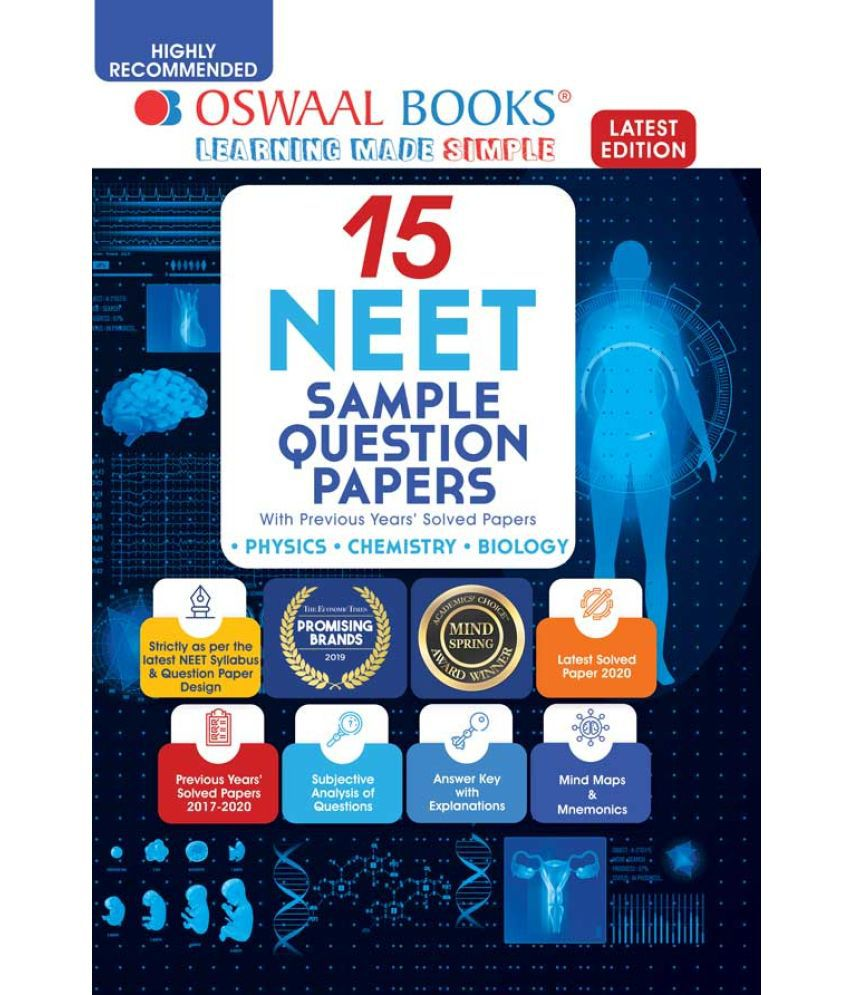 HIGHLY
RECOMMENDED
OSWAAL BOOKS®
LEARNING MADE SIMPLE
LATEST
EDITION
15
NEET
SAMPLE
QUESTION
PAPERS
With Previous Years' Solved Papers
• PHYSICS • CHEMISTRY • BIOLOGY
Strictly as per the
latest NEET Syllabus
& Question Paper
Design
THE ECONOMIC TIMES
PROMISING
BRANDS
2019
ACADEMICS' CHOICE
MIND
SPRING
AWARD WINNER
Latest Solved
Paper 2020
Previous Years'
Solved Papers
2017-2020
Subjective
Analysis of
Questions
Answer Key
with
Explanations
Mind Maps
&
Mnemonics